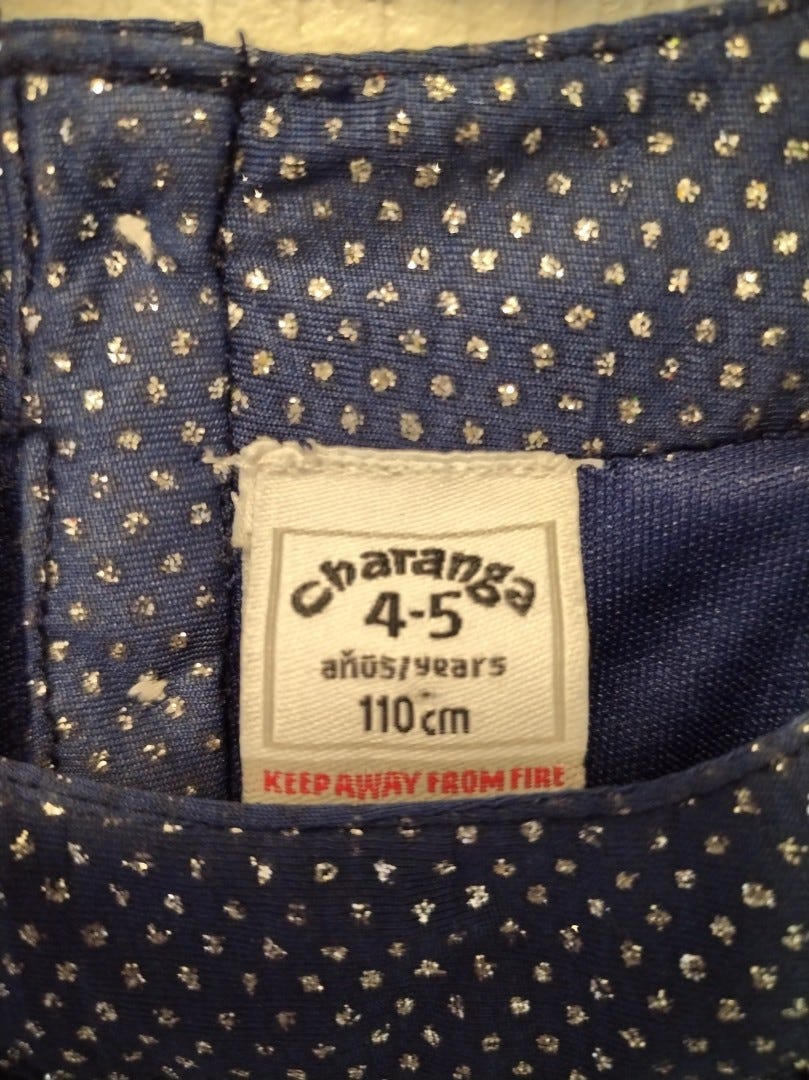 charanga
4-5
años/years
110 cm
KEEP AWAY FROM FIRE